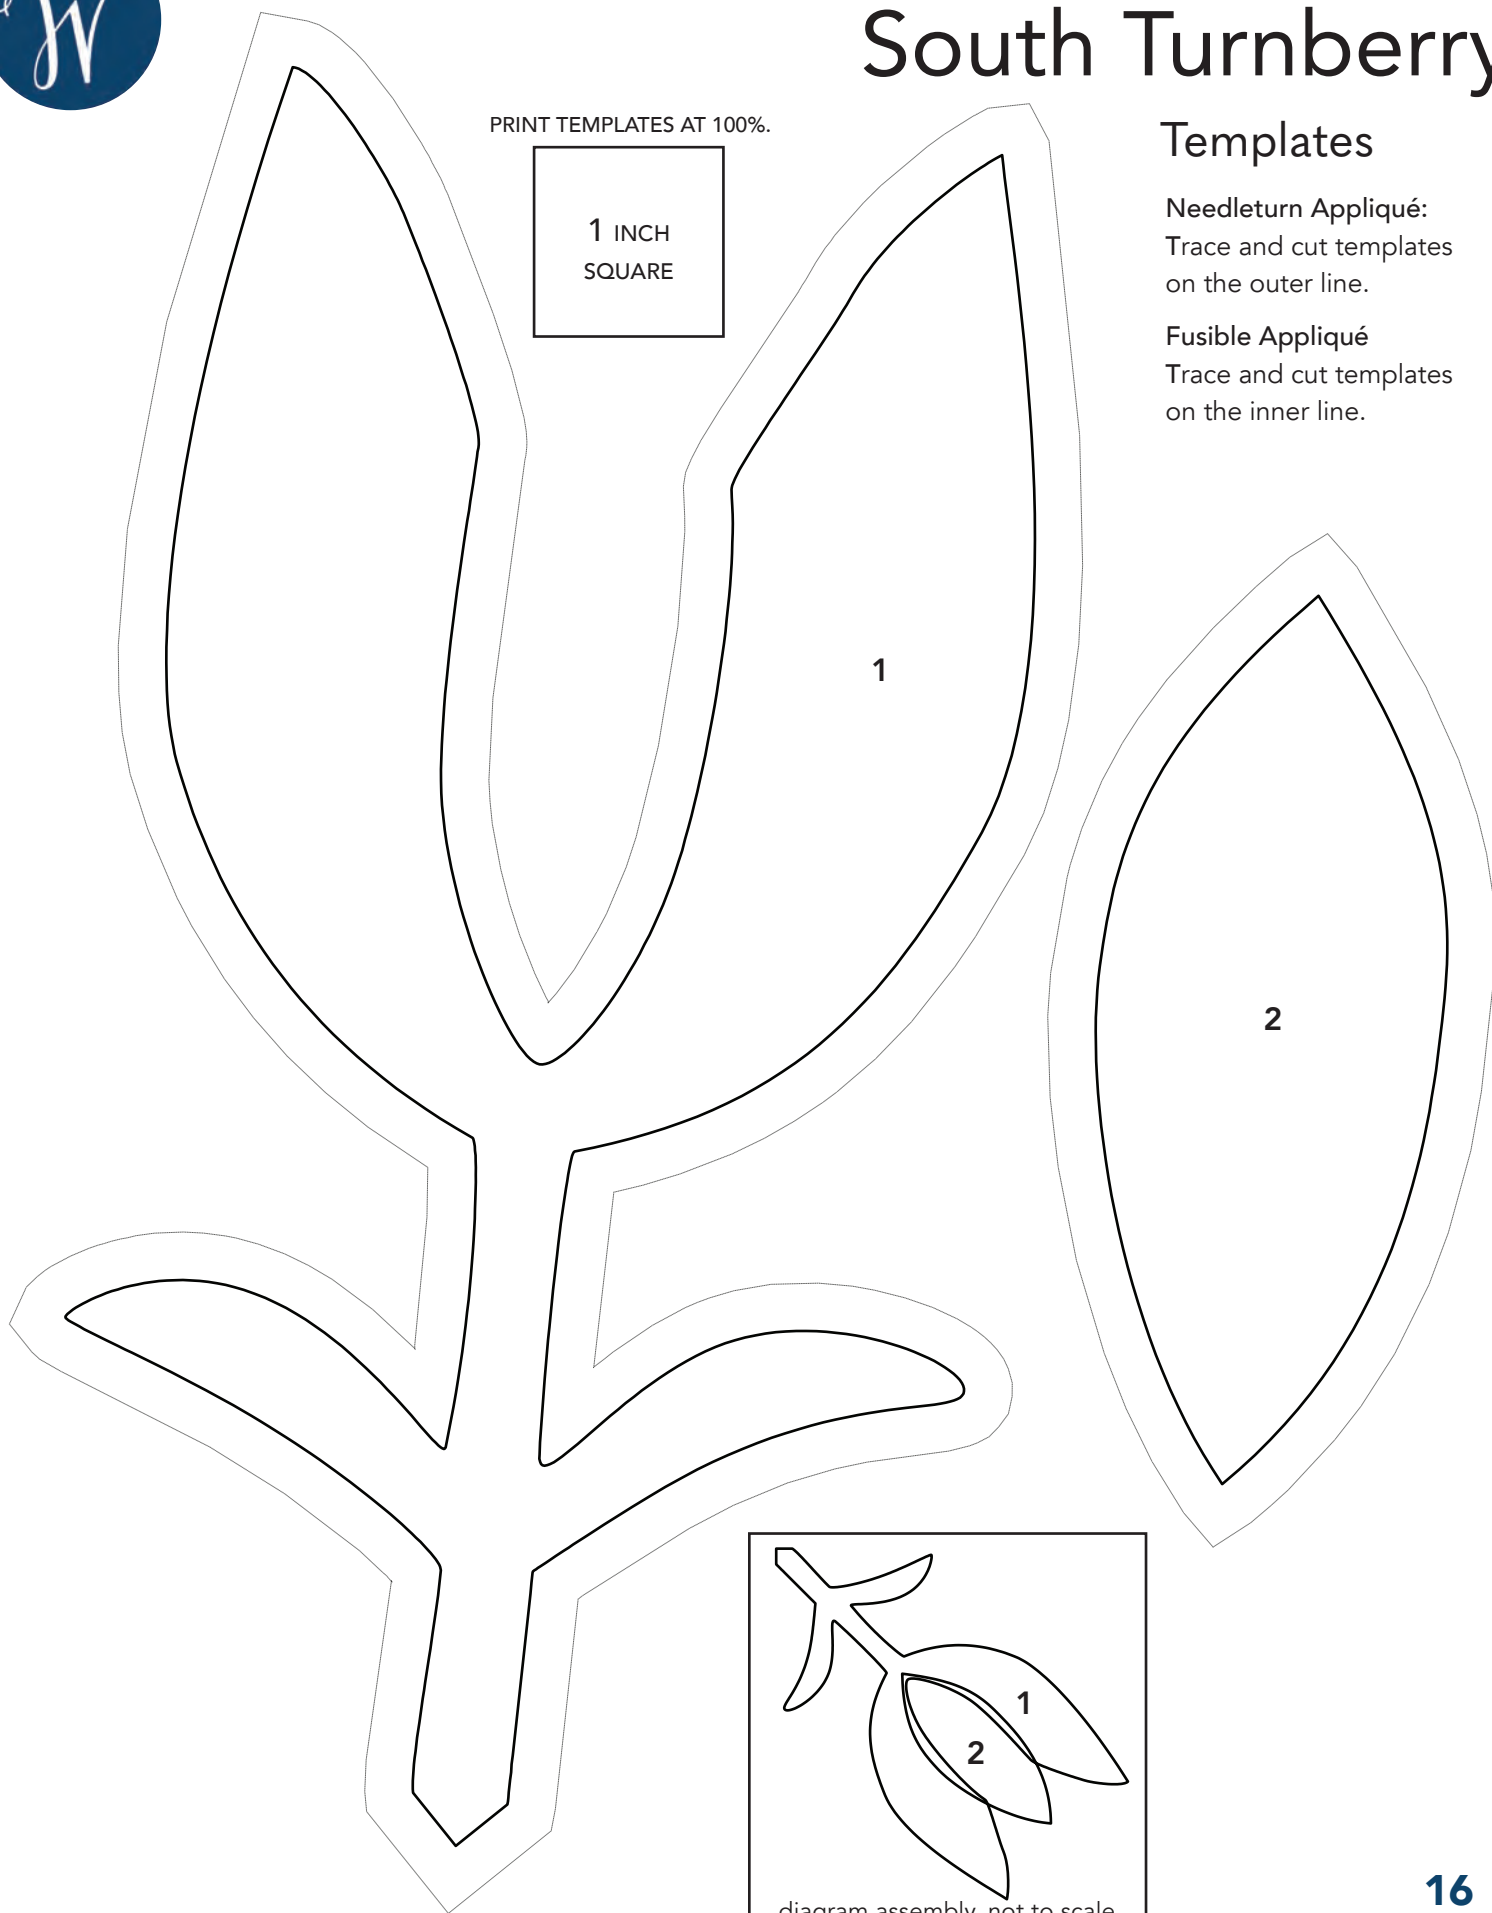 W
South Turnberry
Templates
PRINT TEMPLATES AT 100%.
1 INCH
SQUARE
Needleturn Appliqué:
Trace and cut templates
on the outer line.
Fusible Appliqué
Trace and cut templates
on the inner line.
1
2
1
2
diagram assembly, not to scale
16